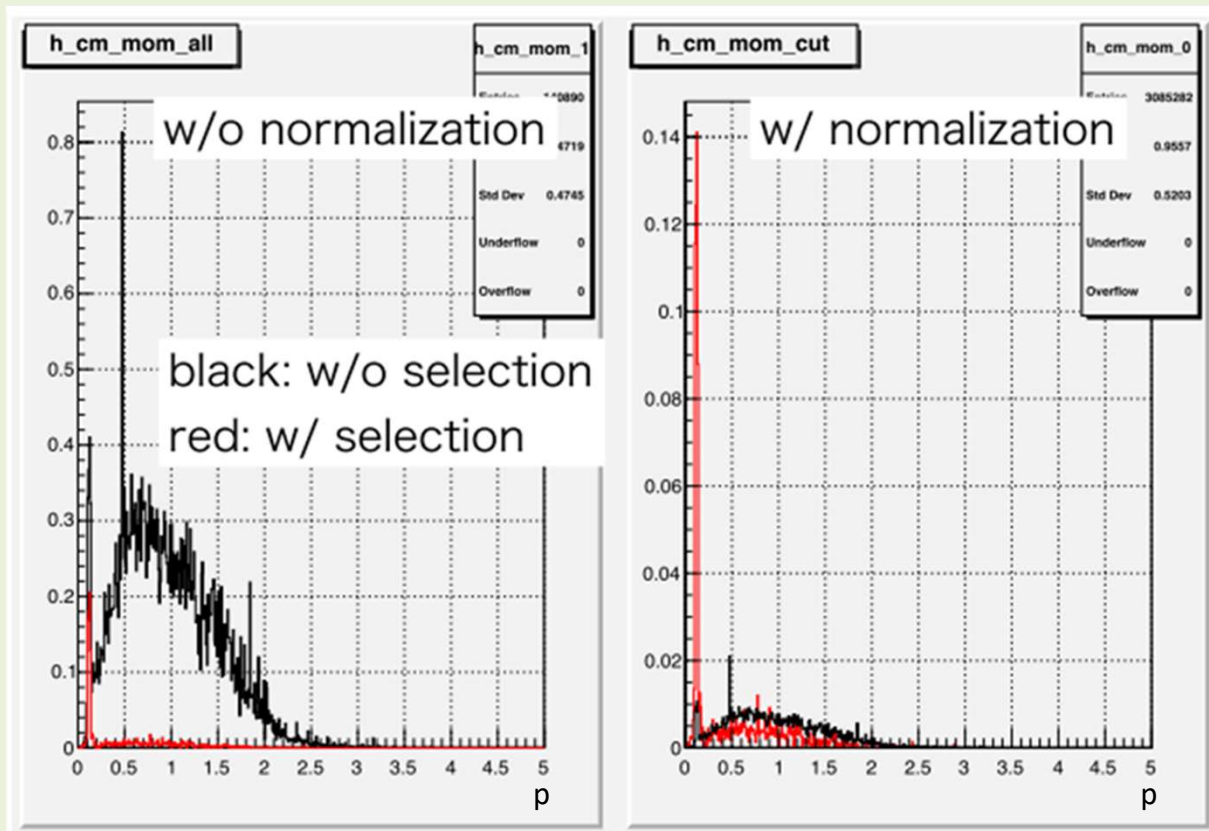 h_cm_mom_all
h_cm_mom_1
w/o normalization
Std Dev 0.4745
Underflow 0
Overflow 0
black: w/o selection
red: w/ selection
0.8
0.7
0.6
0.5
0.4
0.3
0.2
0.1
0
0 0.5 1 1.5 2 2.5 3 3.5 4 4.5 5
p
h_cm_mom_cut
h_cm_mom_0
3085282
w/ normalization
0.9557
Std Dev 0.5203
Underflow 0
Overflow 0
0.14
0.12
0.1
0.08
0.06
0.04
0.02
0
0 0.5 1 1.5 2 2.5 3 3.5 4 4.5 5
p